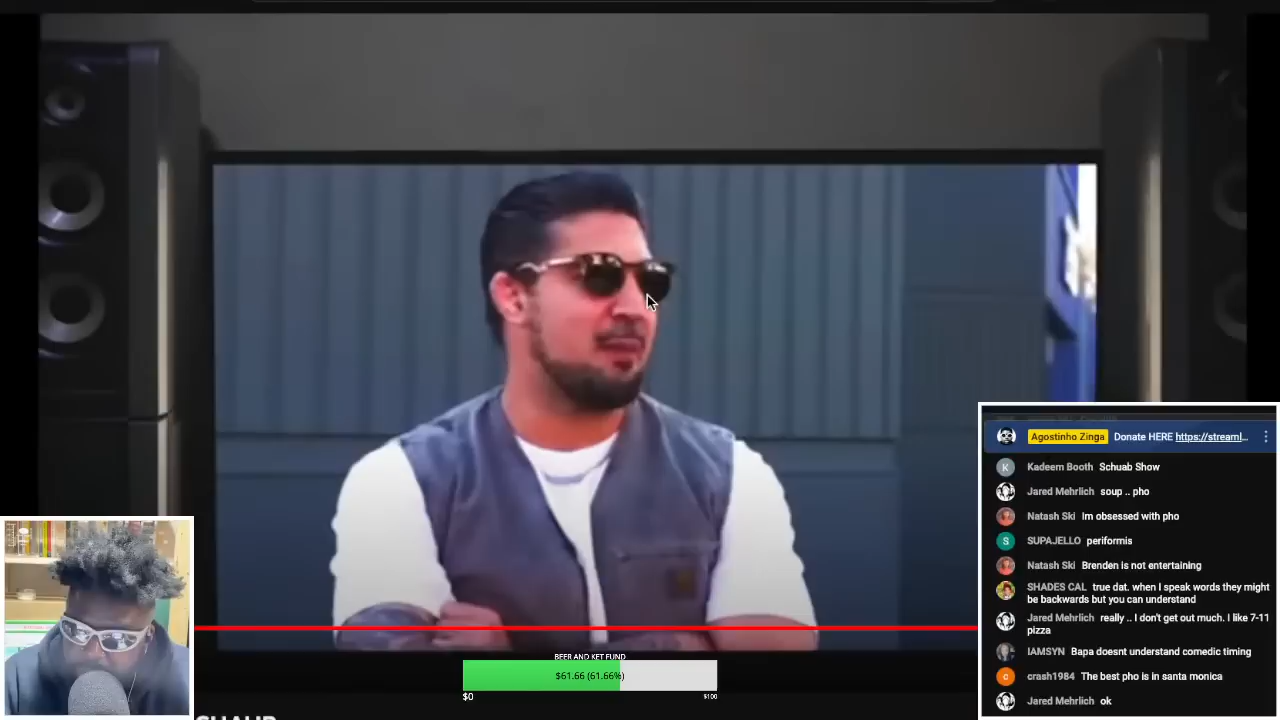 Agostinho Zinga Donate HERE https://streaml...
Kadeem Booth Schuab Show
Jared Mehrlich soup .. pho
Natash Ski Im obsessed with pho
S SUPAJELLO periformis
Natash Ski Brenden is not entertaining
SHADES CAL true dat. when I speak words they might
be backwards but you can understand
Jared Mehrlich really .. I don't get out much. I like 7-11
pizza
IAMSYN Bapa doesnt understand comedic timing
c crash1984 The best pho is in santa monica
Jared Mehrlich ok
BEER AND KET FUND
$61.66 (61.66%)
$0 $100